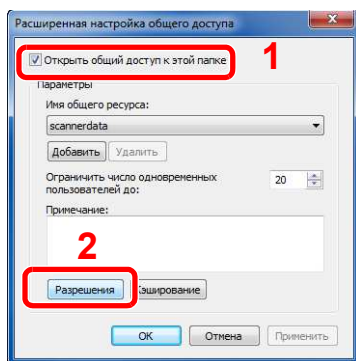 Расширенная настройка общего доступа
Открыть общий доступ к этой папке
1
Параметры
Имя общего ресурса:
scannerdata
Добавить Удалить
Ограничить число одновременных
пользователей до:
20
Примечание:
2
Разрешения Кэширование
ОК Отмена Применить